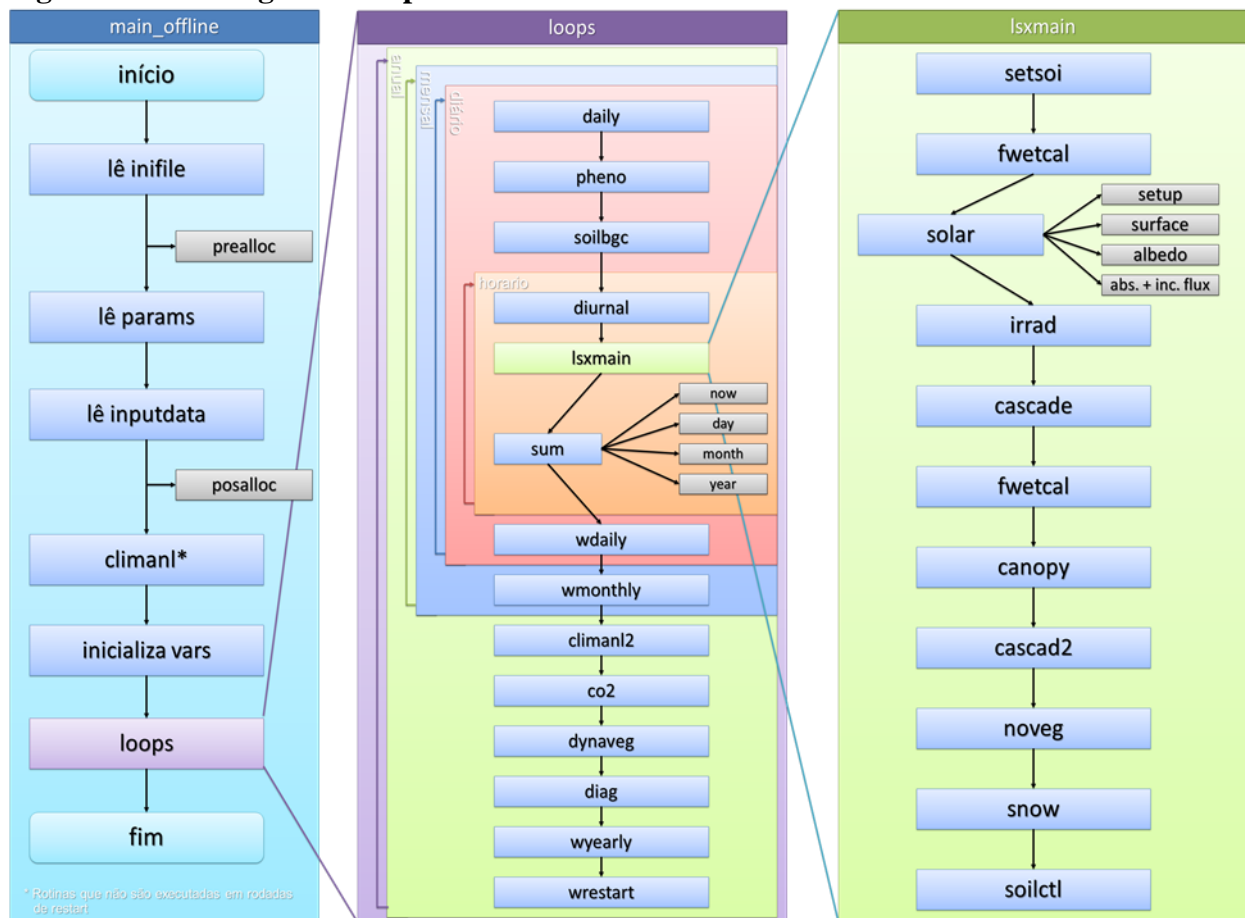 main_offline
início
lê inifile
prealloc
lê params
lê inputdata
posalloc
climanl*
inicializa vars
loops
fim
* Rotinas que não são executadas em rodadas
de restart
loops
anual
mensal
diário
daily
pheno
soilbgc
horario
diurnal
lsxmain
sum
now
day
month
year
wdaily
wmonthly
climanl2
co2
dynaveg
diag
wyearly
wrestart
lsxmain
setsoi
fwetcal
solar
setup
surface
albedo
abs. + inc. flux
irrad
cascade
fwetcal
canopy
cascad2
noveg
snow
soilctl